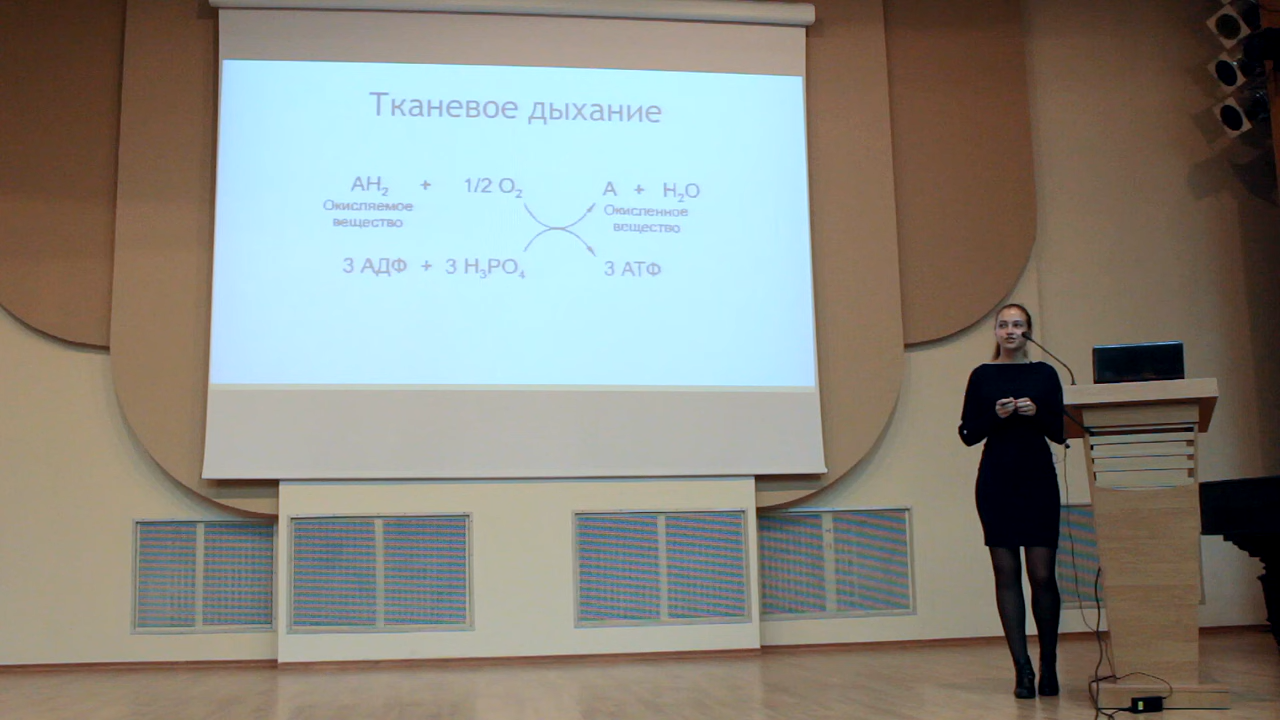 Тканевое дыхание
AH₂ + 1/2 O₂ A + H₂O
Окисляемое вещество Окисленное вещество
3 АДФ + 3 H₃PO₄ 3 АТФ